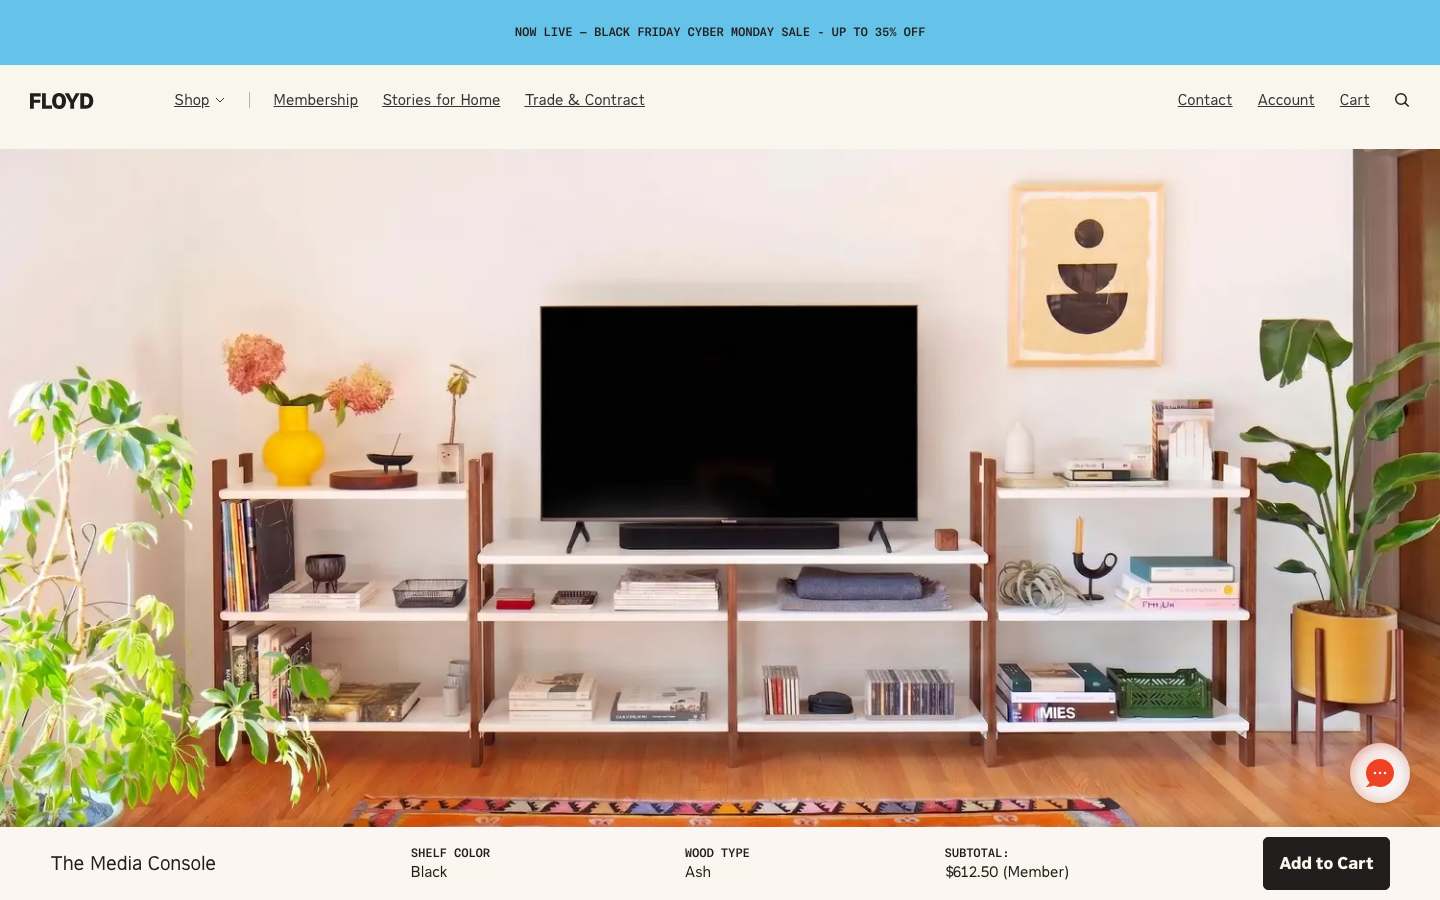 NOW LIVE — BLACK FRIDAY CYBER MONDAY SALE - UP TO 35% OFF
FLOYD
Shop
Membership
Stories for Home
Trade & Contract
Contact
Account
Cart
MIES
The Media Console
SHELF COLOR
Black
WOOD TYPE
Ash
SUBTOTAL:
$612.50 (Member)
Add to Cart